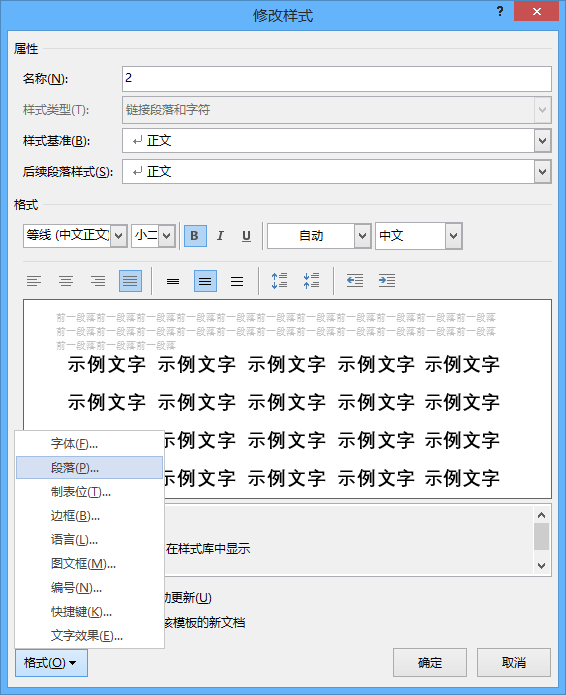 修改样式
?
属性
名称(N):
2
样式类型(T):
链接段落和字符
样式基准(B):
正文
后续段落样式(S):
正文
格式
等线 (中文正文) 小二 B I U 自动 中文
前一段落前一段落前一段落前一段落前一段落前一段落前一段落前一段落前一段落前一段落前一段落
前一段落前一段落前一段落前一段落前一段落前一段落前一段落前一段落前一段落前一段落前一段落
前一段落前一段落前一段落
示例文字 示例文字 示例文字 示例文字 示例文字
示例文字 示例文字 示例文字 示例文字 示例文字
示例文字 示例文字 示例文字 示例文字
示例文字 示例文字 示例文字 示例文字
字体(F)...
段落(P)...
制表位(T)...
边框(B)...
语言(L)...
图文框(M)...
编号(N)...
快捷键(K)...
文字效果(E)...
在样式库中显示
更新(U)
模板的新文档
格式(O)
确定
取消